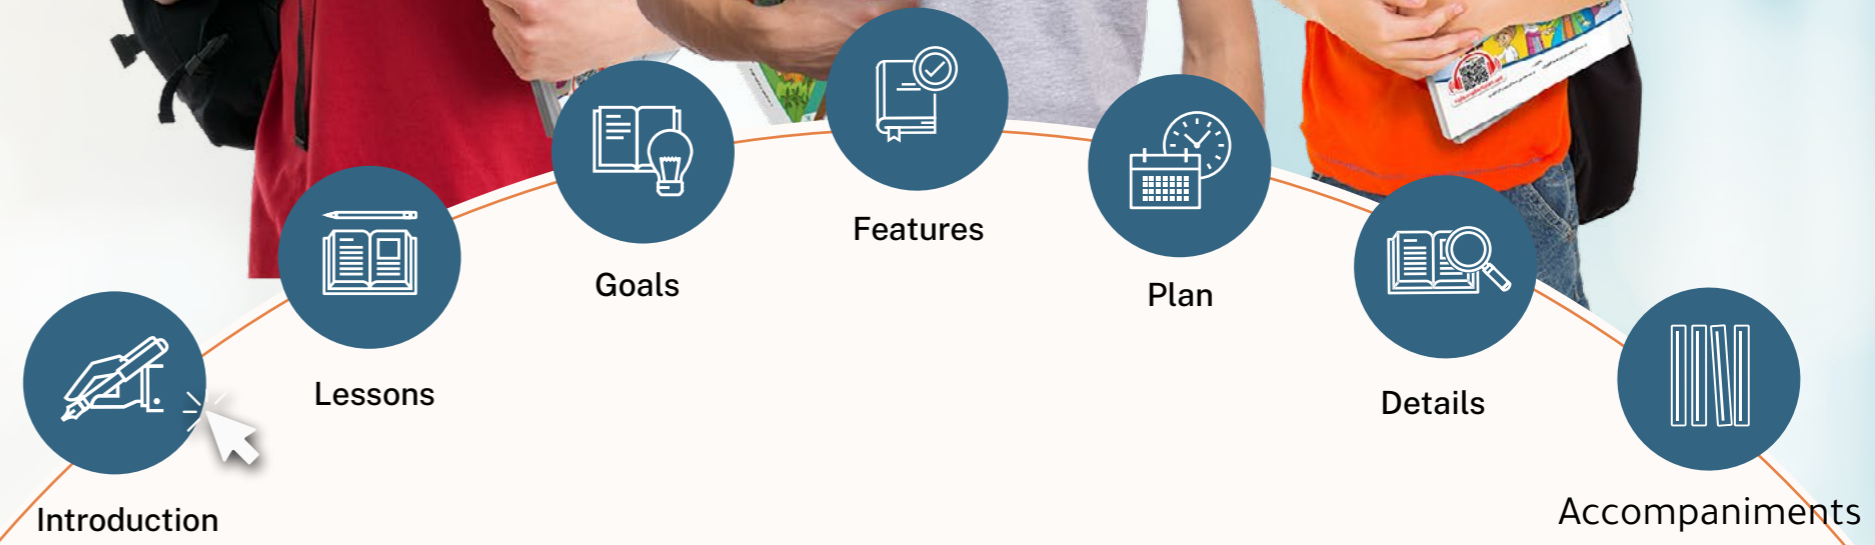 Introduction
Lessons
Goals
Features
Plan
Details
Accompaniments